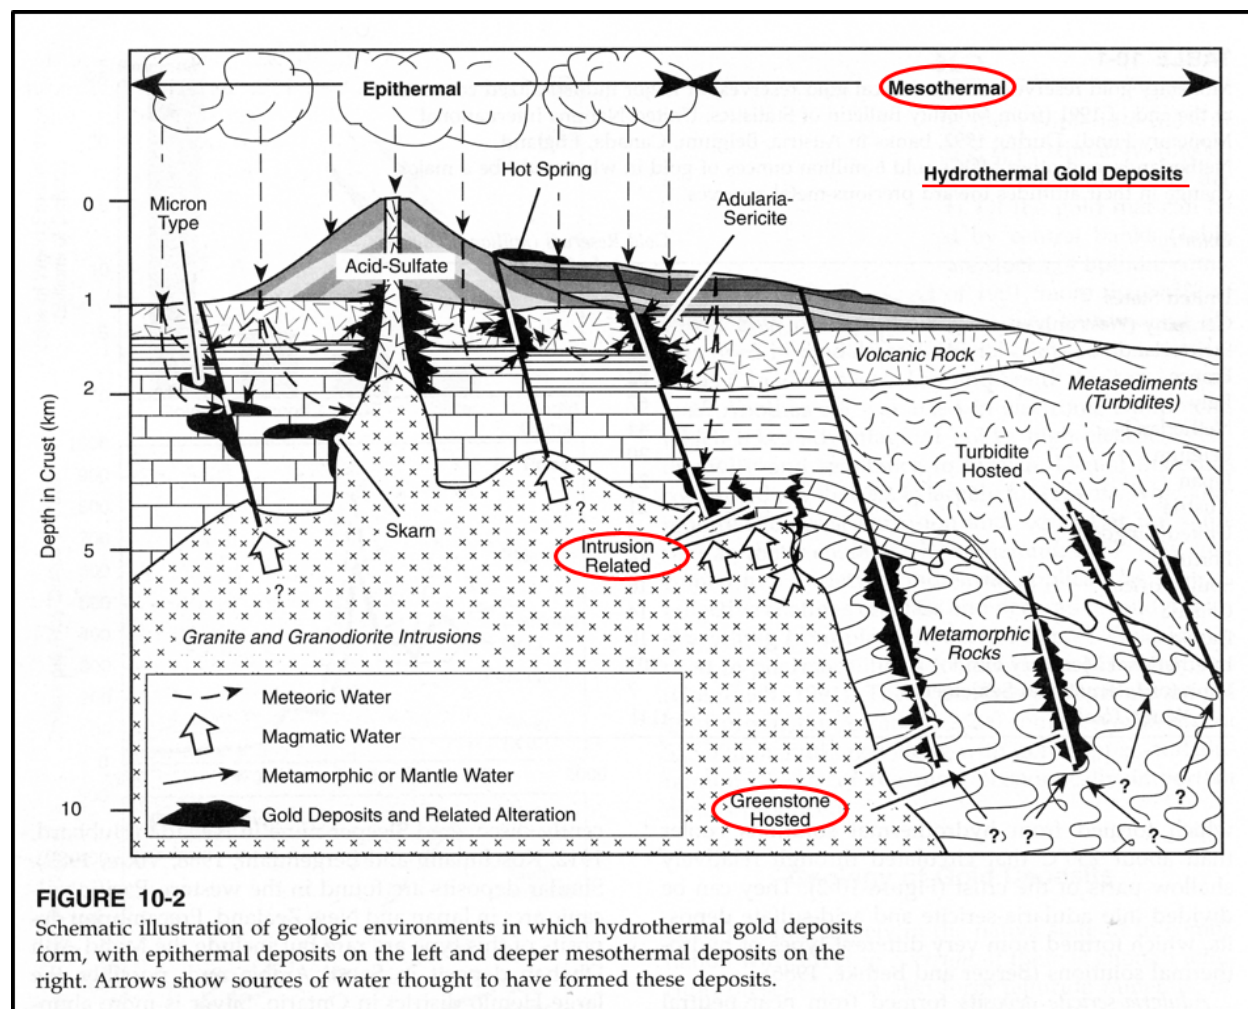 Epithermal
Mesothermal
Hydrothermal Gold Deposits
Hot Spring
Micron
Type
Adularia-
Sericite
Acid-Sulfate
0
1
2
5
10
Depth in Crust (km)
Volcanic Rock
Metasediments
(Turbidites)
Turbidite
Hosted
Skarn
Intrusion
Related
?
?
Granite and Granodiorite Intrusions
Metamorphic
Rocks
Greenstone
Hosted
?
?
?
?
?
?
Meteoric Water
Magmatic Water
Metamorphic or Mantle Water
Gold Deposits and Related Alteration
FIGURE 10-2
Schematic illustration of geologic environments in which hydrothermal gold deposits
form, with epithermal deposits on the left and deeper mesothermal deposits on the
right. Arrows show sources of water thought to have formed these deposits.